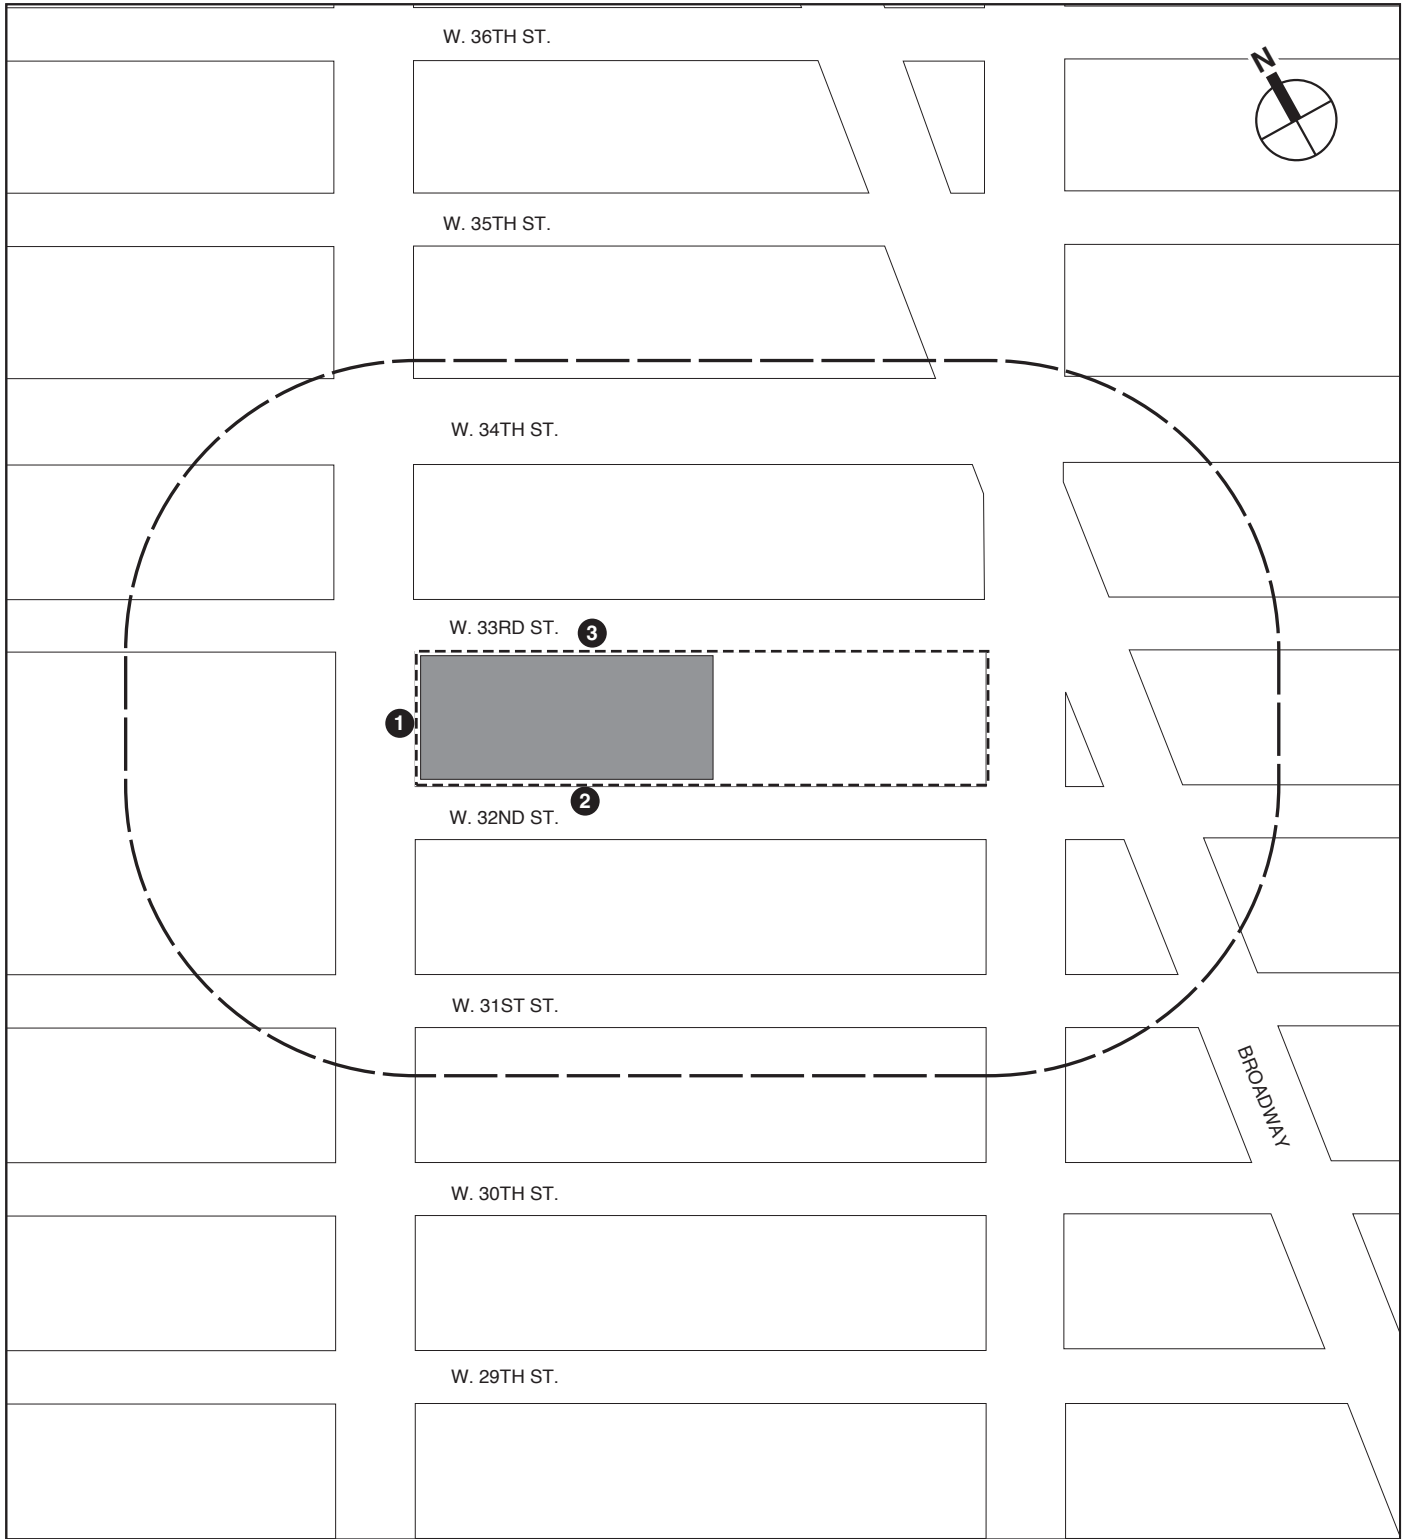 W. 36TH ST.
N
W. 35TH ST.
W. 34TH ST.
W. 33RD ST.
3
1
2
W. 32ND ST.
W. 31ST ST.
BROADWAY
W. 30TH ST.
W. 29TH ST.